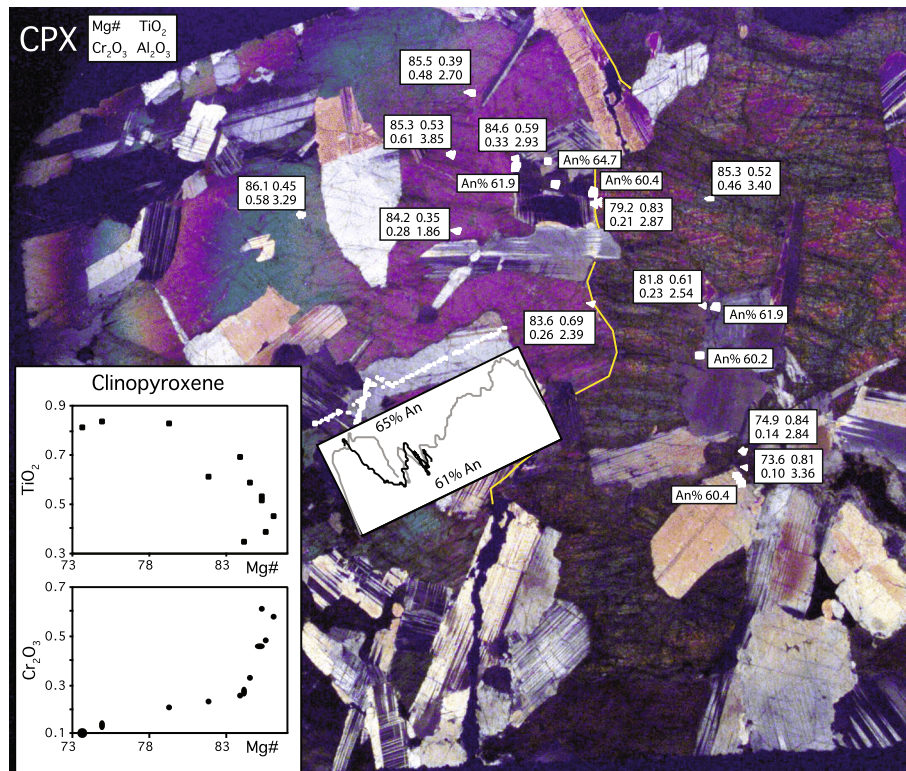 CPX
Mg# TiO2
Cr2O3 Al2O3
85.5 0.39
0.48 2.70
85.3 0.53
0.61 3.85
84.6 0.59
0.33 2.93
An% 64.7
An% 61.9
An% 60.4
85.3 0.52
0.46 3.40
86.1 0.45
0.58 3.29
79.2 0.83
0.21 2.87
84.2 0.35
0.28 1.86
81.8 0.61
0.23 2.54
An% 61.9
83.6 0.69
0.26 2.39
An% 60.2
65% An
61% An
74.9 0.84
0.14 2.84
73.6 0.81
0.10 3.36
An% 60.4
Clinopyroxene
0.9
0.7
0.5
0.3
TiO2
73 78 83
Mg#
0.7
0.5
0.3
0.1
Cr2O3
73 78 83
Mg#